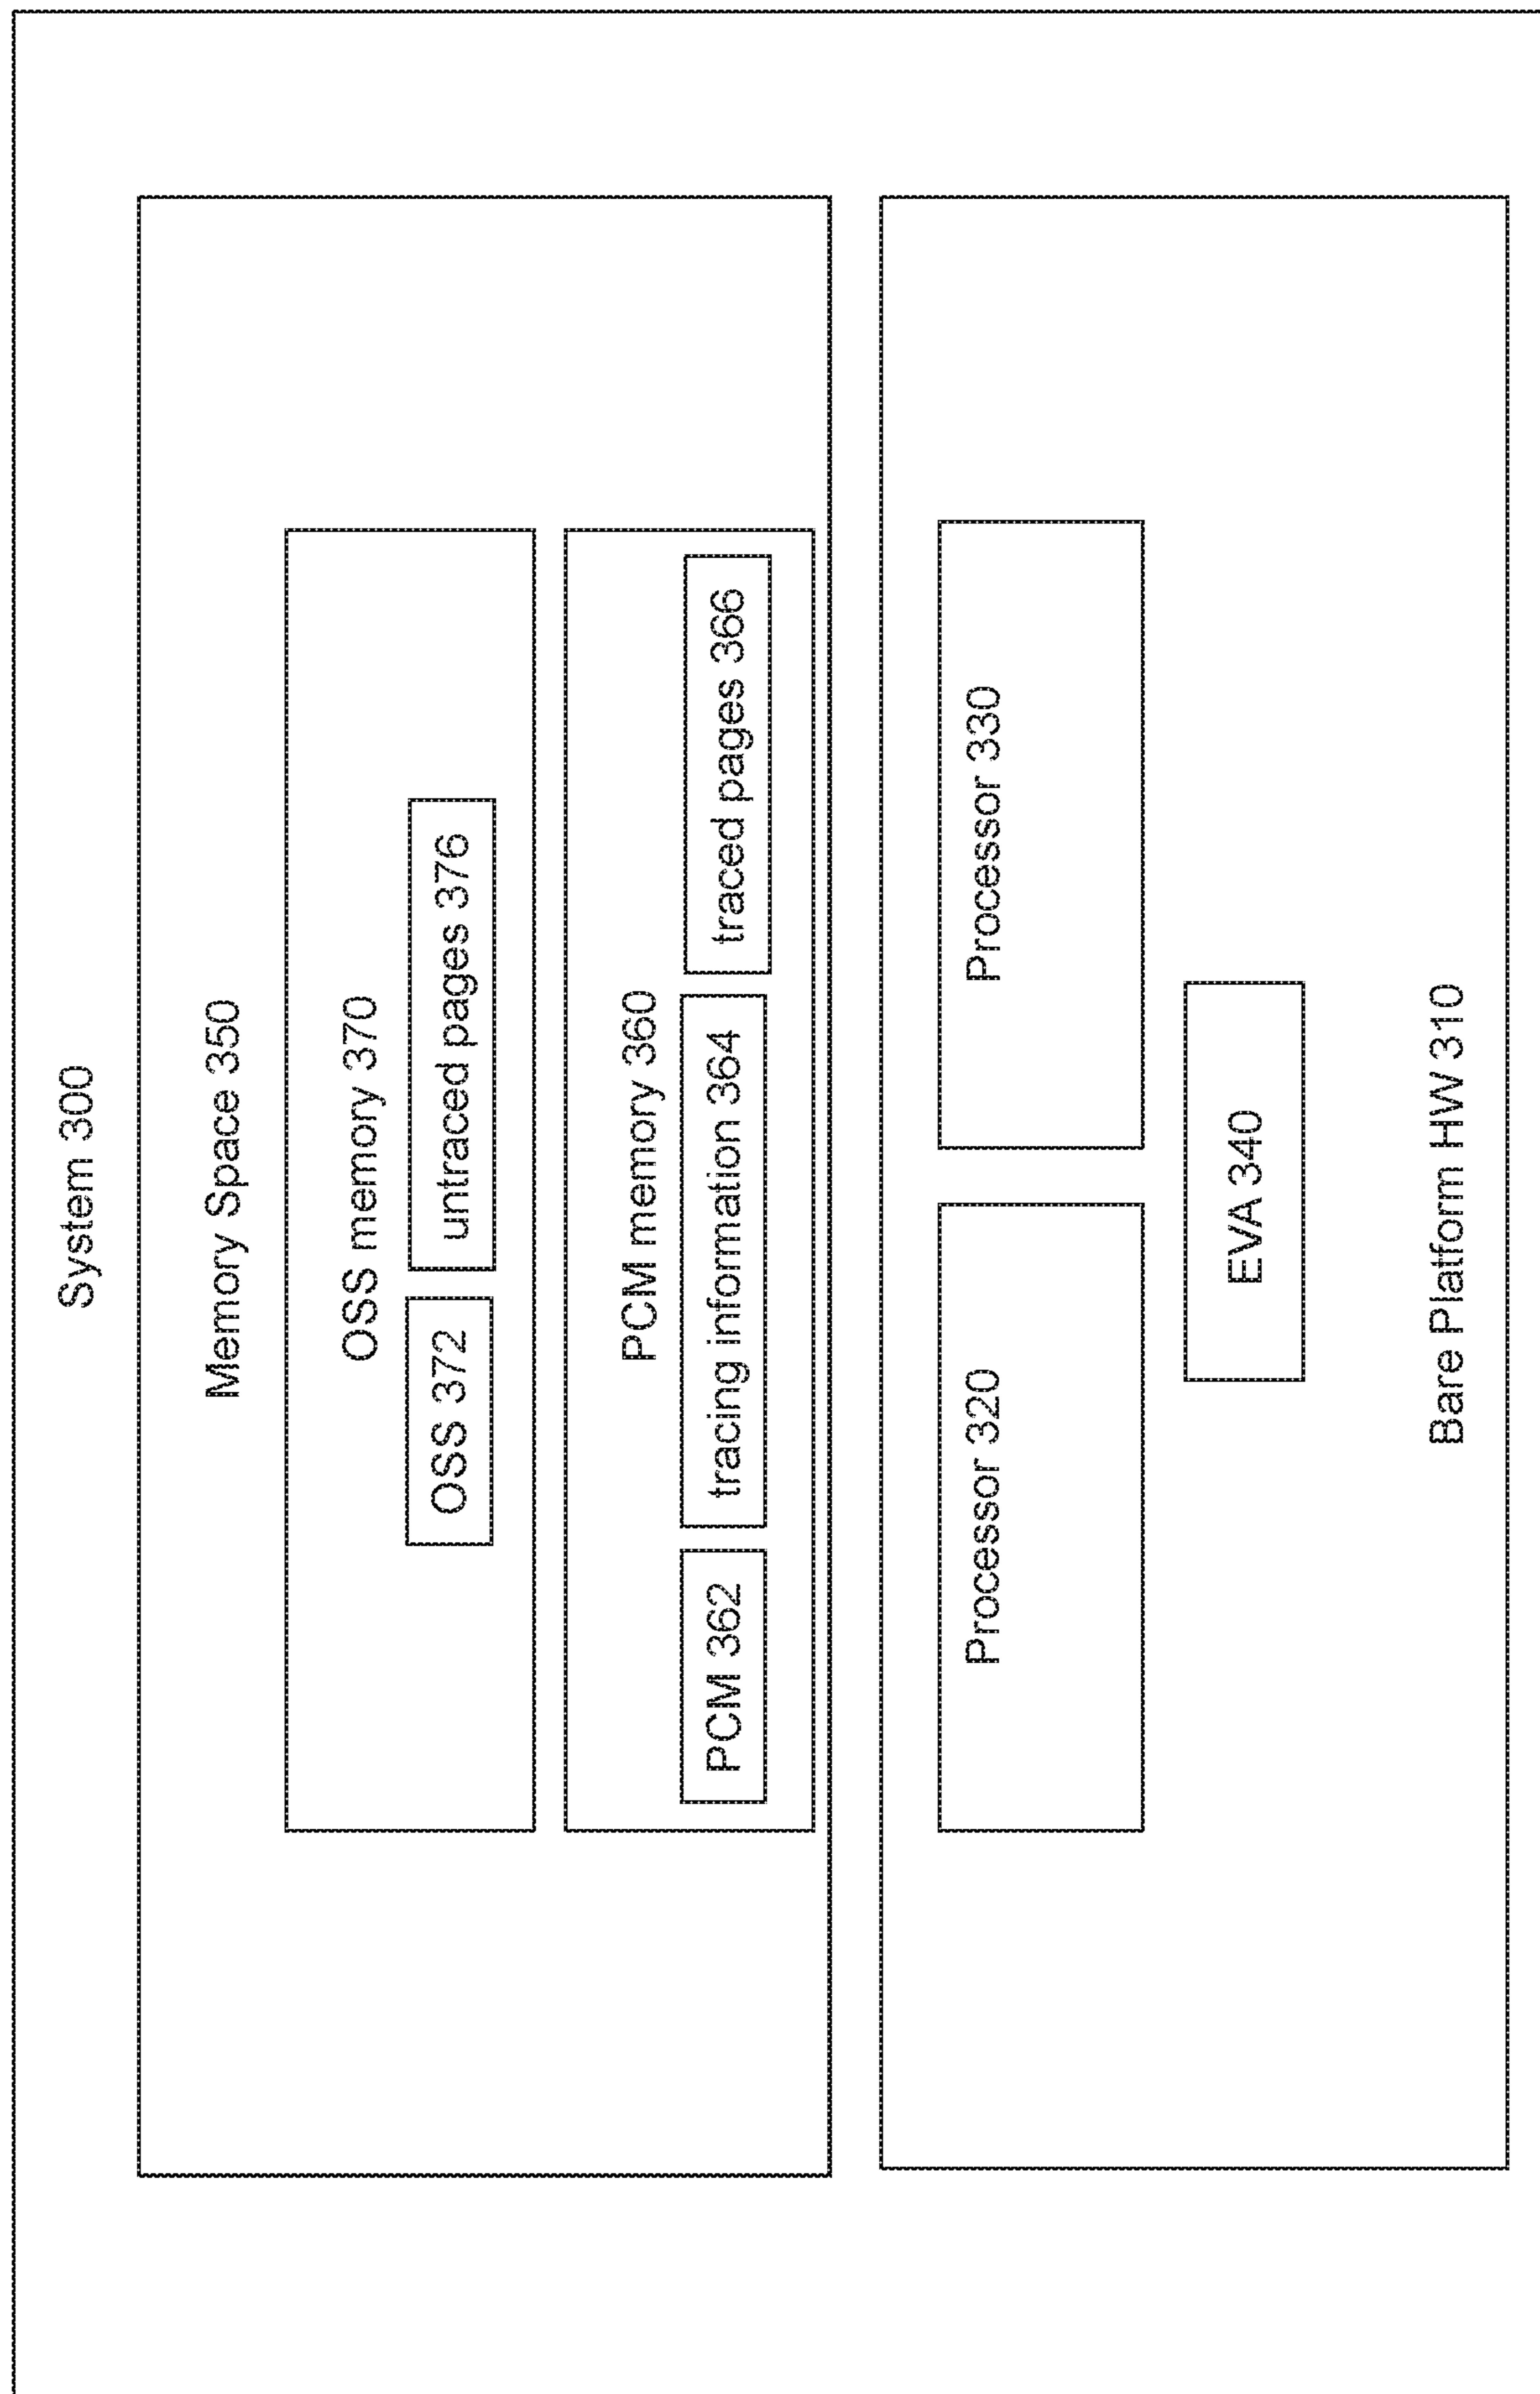 System 300
Memory Space 350
OSS memory 370
OSS 372
untraced pages 376
PCM memory 360
PCM 362
tracing information 364
traced pages 366
Processor 320
Processor 330
EVA 340
Bare Platform HW 310